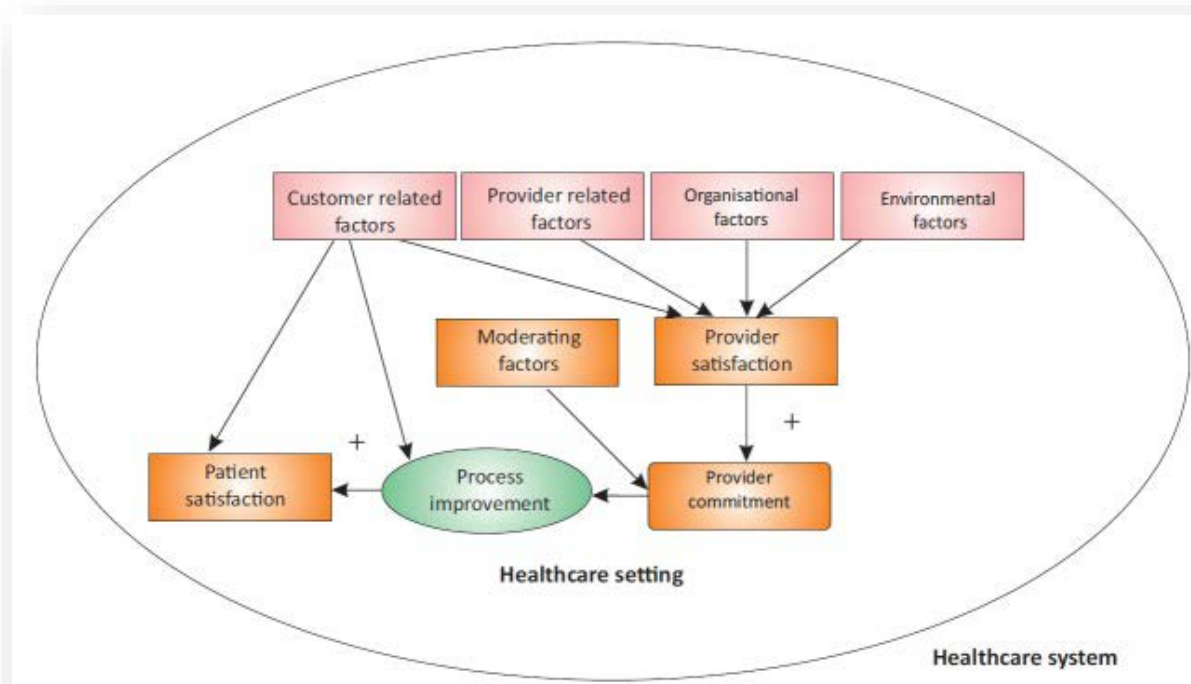 Customer related
factors
Provider related
factors
Organisational
factors
Environmental
factors
Moderating
factors
Provider
satisfaction
+
+
Patient
satisfaction
Process
improvement
Provider
commitment
Healthcare setting
Healthcare system